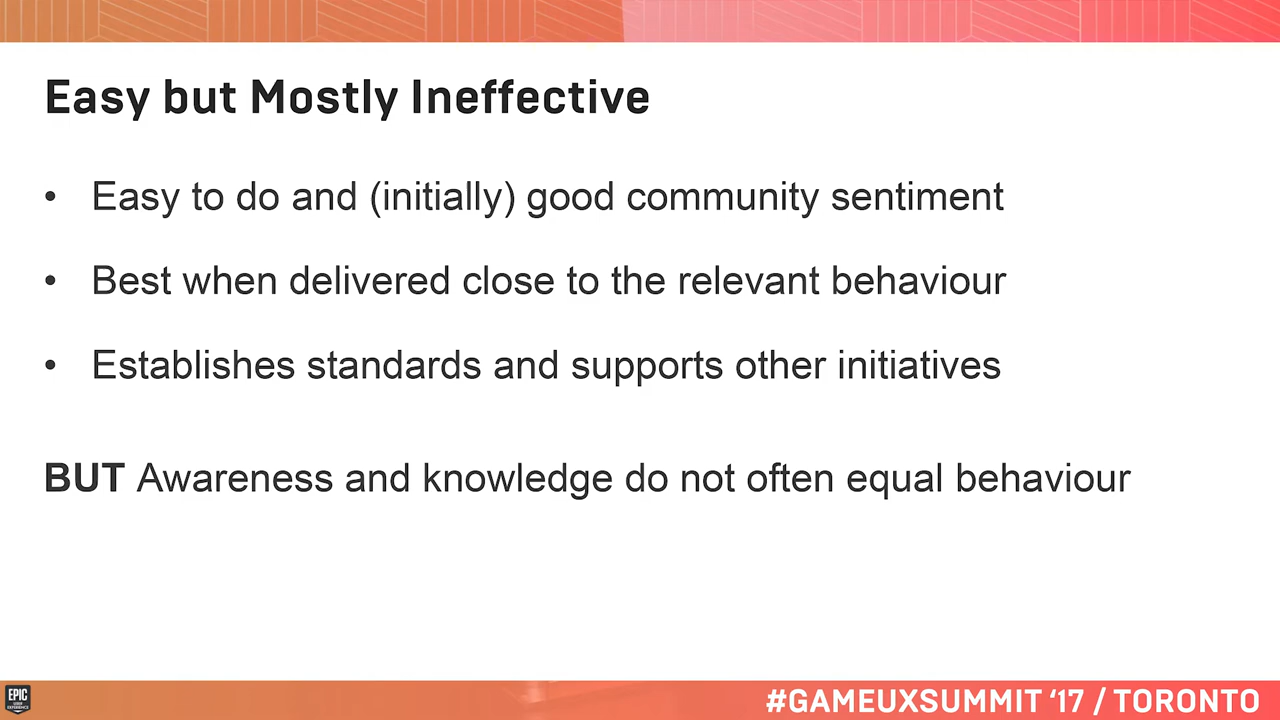 Easy but Mostly Ineffective
• Easy to do and (initially) good community sentiment
• Best when delivered close to the relevant behaviour
• Establishes standards and supports other initiatives
BUT Awareness and knowledge do not often equal behaviour
EPIC
USER
EXPERIENCE
#GAMEUXSUMMIT ‘17 / TORONTO